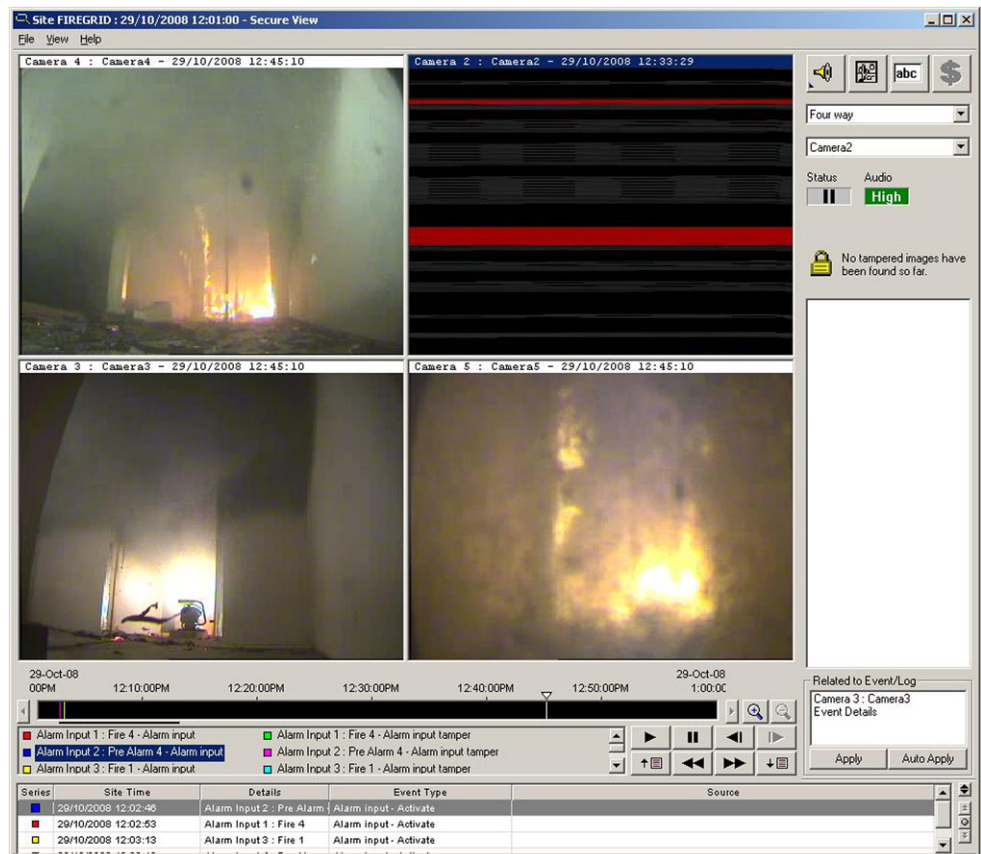 Site FIREGRID : 29/10/2008 12:01:00 - Secure View
File View Help
Camera 4 : Camera4 - 29/10/2008 12:45:10
Camera 2 : Camera2 - 29/10/2008 12:33:29
abc
$
Four way
Camera2
Status Audio
High
No tampered images have
been found so far.
Camera 3 : Camera3 - 29/10/2008 12:45:10
Camera 5 : Camera5 - 29/10/2008 12:45:10
29-Oct-08 29-Oct-08
00PM 12:10:00PM 12:20:00PM 12:30:00PM 12:40:00PM 12:50:00PM 1:00:0
Related to Event/Log
Camera 3 : Camera3
Event Details
Apply Auto Apply
Alarm Input 1 : Fire 4 - Alarm input Alarm Input 1 : Fire 4 - Alarm input tamper
Alarm Input 2 : Pre Alarm 4 - Alarm input Alarm Input 2 : Pre Alarm 4 - Alarm input tamper
Alarm Input 3 : Fire 1 - Alarm input Alarm Input 3 : Fire 1 - Alarm input tamper
Series Site Time Details Event Type Source
29/10/2008 12:02:46 Alarm Input 2 : Pre Alarm Alarm input - Activate
29/10/2008 12:02:53 Alarm Input 1 : Fire 4 Alarm input - Activate
29/10/2008 12:03:13 Alarm Input 3 : Fire 1 Alarm input - Activate